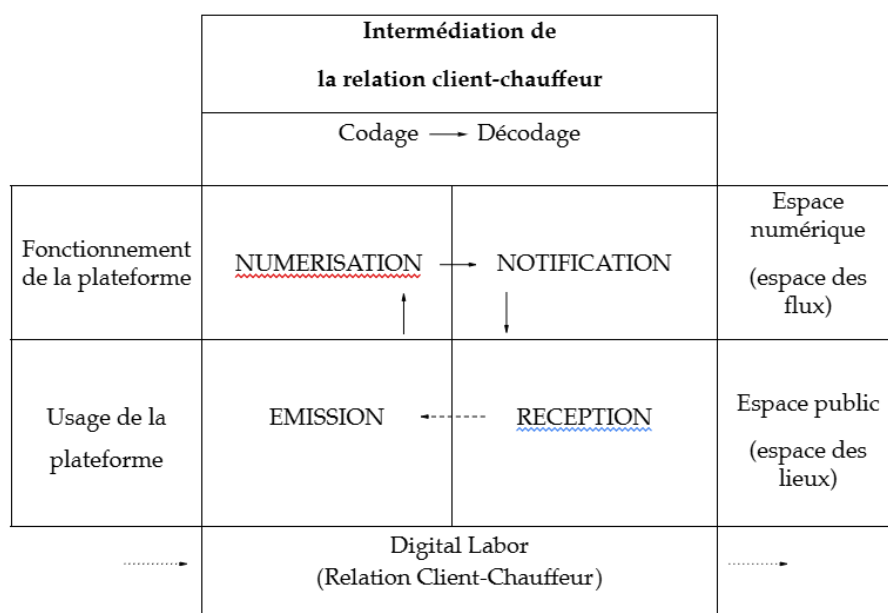 Intermédiation de
la relation client-chauffeur
Codage → Décodage
Fonctionnement
de la plateforme
NUMERISATION → NOTIFICATION
Espace
numérique
(espace des
flux)
Usage de la
plateforme
EMISSION RECEPTION
Espace public
(espace des
lieux)
Digital Labor
(Relation Client-Chauffeur)